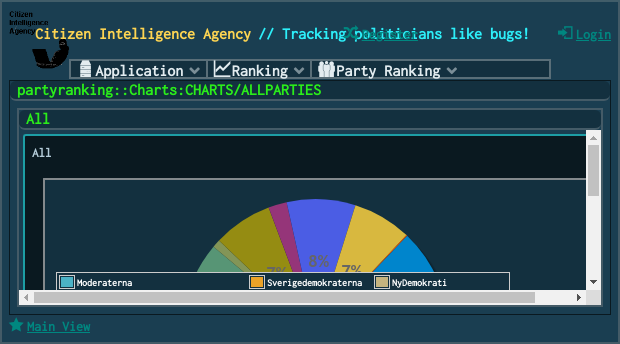 Citizen
Intelligence
Agency
Citizen Intelligence Agency // Tracking politicians like bugs!
Register
Login
Application
Ranking
Party Ranking
partyranking::Charts:CHARTS/ALLPARTIES
All
All
7%
8%
7%
Moderaterna
Sverigedemokraterna
NyDemokrati
Main View